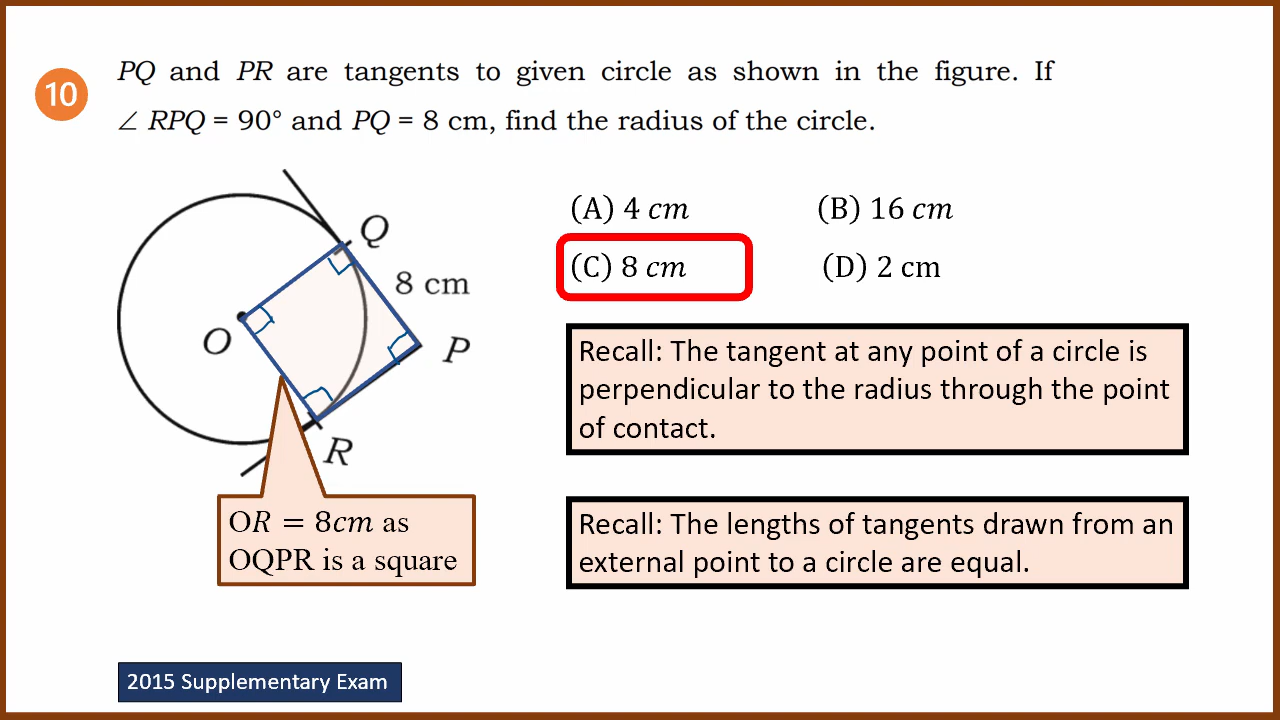 10
PQ and PR are tangents to given circle as shown in the figure. If
∠ RPQ = 90° and PQ = 8 cm, find the radius of the circle.
(A) 4 cm (B) 16 cm
(C) 8 cm (D) 2 cm
Q
8 cm
O
P
R
Recall: The tangent at any point of a circle is
perpendicular to the radius through the point
of contact.
OR = 8cm as
OQPR is a square
Recall: The lengths of tangents drawn from an
external point to a circle are equal.
2015 Supplementary Exam